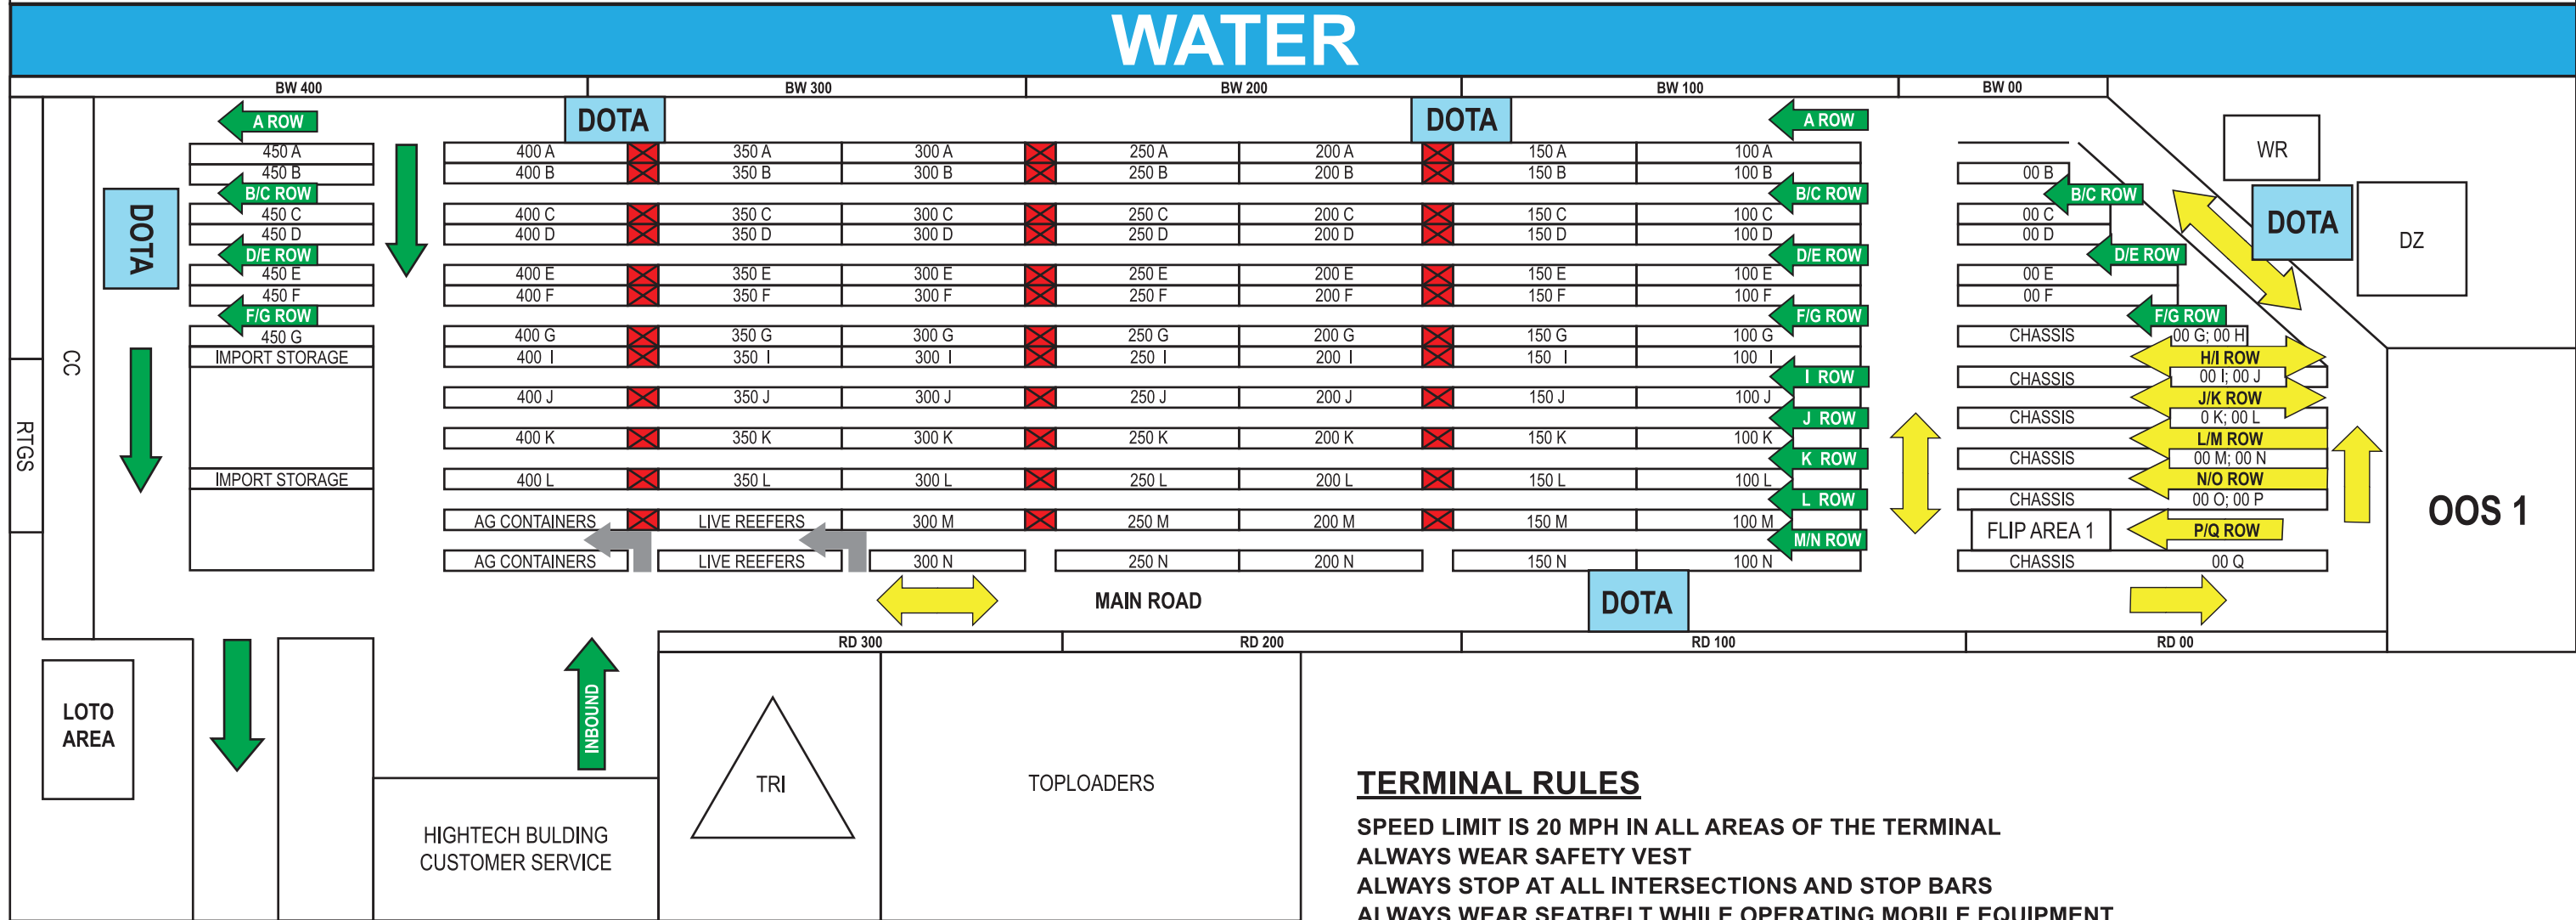 WATER
BW 400 BW 300 BW 200 BW 100 BW 00
A ROW DOTA DOTA A ROW
450 A 400 A 350 A 300 A 250 A 200 A 150 A 100 A WR
450 B 400 B 350 B 300 B 250 B 200 B 150 B 100 B 00 B
B/C ROW B/C ROW B/C ROW
DOTA
450 C 400 C 350 C 300 C 250 C 200 C 150 C 100 C 00 C DOTA
450 D 400 D 350 D 300 D 250 D 200 D 150 D 100 D 00 D DZ
D/E ROW D/E ROW D/E ROW
450 E 400 E 350 E 300 E 250 E 200 E 150 E 100 E 00 E
450 F 400 F 350 F 300 F 250 F 200 F 150 F 100 F 00 F
F/G ROW F/G ROW F/G ROW
450 G 400 G 350 G 300 G 250 G 200 G 150 G 100 G CHASSIS 00 G; 00 H
CC IMPORT STORAGE 400 I 350 I 300 I 250 I 200 I 150 I 100 I H/I ROW
I ROW CHASSIS 00 I; 00 J
400 J 350 J 300 J 250 J 200 J 150 J 100 J J/K ROW
J ROW CHASSIS 0 K; 00 L
RTGS 400 K 350 K 300 K 250 K 200 K 150 K 100 K L/M ROW
K ROW CHASSIS 00 M; 00 N
IMPORT STORAGE 400 L 350 L 300 L 250 L 200 L 150 L 100 L N/O ROW
L ROW CHASSIS 00 O; 00 P
OOS 1
AG CONTAINERS LIVE REEFERS 300 M 250 M 200 M 150 M 100 M FLIP AREA 1 P/Q ROW
M/N ROW
AG CONTAINERS LIVE REEFERS 300 N 250 N 200 N 150 N 100 N CHASSIS 00 Q
MAIN ROAD DOTA
RD 300 RD 200 RD 100 RD 00
LOTO
AREA
INBOUND
TRI
TOPLOADERS
HIGHTECH BULDING
CUSTOMER SERVICE
TERMINAL RULES
SPEED LIMIT IS 20 MPH IN ALL AREAS OF THE TERMINAL
ALWAYS WEAR SAFETY VEST
ALWAYS STOP AT ALL INTERSECTIONS AND STOP BARS
ALWAYS WEAR SEATBELT WHILE OPERATING MOBILE EQUIPMENT